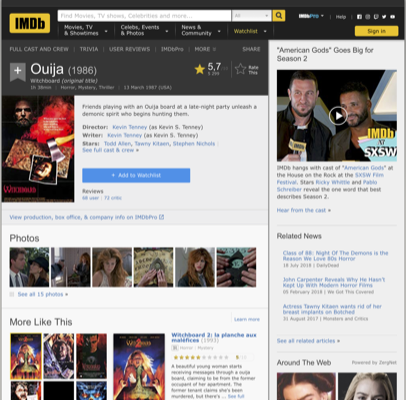 IMDb
Find Movies, TV shows, Celebrities and more...
All
IMDbPro
Help
Movies, TV
& Showtimes
Celebs, Events
& Photos
News &
Community
Watchlist
Sign in
FULL CAST AND CREW | TRIVIA | USER REVIEWS | IMDbPro | MORE
SHARE
Ouija (1986)
Witchboard (original title)
1h 38min | Horror, Mystery, Thriller | 13 March 1987 (USA)
5,7
Rate
This
Friends playing with an Ouija board at a late-night party unleash a
demonic spirit who begins hunting them.
Director: Kevin Tenney (as Kevin S. Tenney)
Writer: Kevin Tenney (as Kevin S. Tenney)
Stars: Todd Allen, Tawny Kitaen, Stephen Nichols |
See full cast & crew »
+ Add to Watchlist
Reviews
68 user | 72 critic
WITCHBOARD
View production, box office, & company info on IMDbPro
Photos
See all 15 photos »
More Like This
Learn more
Witchboard 2: la planche aux
maléfices (1993)
Horror | Mystery
A beautiful young woman starts
receiving messages through a ouija
board, claiming to be from the former
occupant of her apartment. The
former tenant claims she's been
murdered, but there's ... See full
"American Gods" Goes Big for
Season 2
IMDb
at
SXSW
IMDb hangs with cast of "American Gods" at
the House on the Rock at the SXSW Film
Festival. Stars Ricky Whittle and Pablo
Schreiber reveal the one word that best
describes Season 2.
Hear from the cast »
Related News
Class of 88: Night Of The Demons is the
Reason We Love 80s Horror
18 July 2018 | DailyDead
John Carpenter Reveals Why He Hasn't
Kept Up With Modern Horror Films
05 February 2018 | We Got This Covered
Actress Tawny Kitaen wants rid of her
breast implants on Botched
31 August 2017 | Monsters and Critics
See all related articles »
Around The Web
Powered by ZergNet